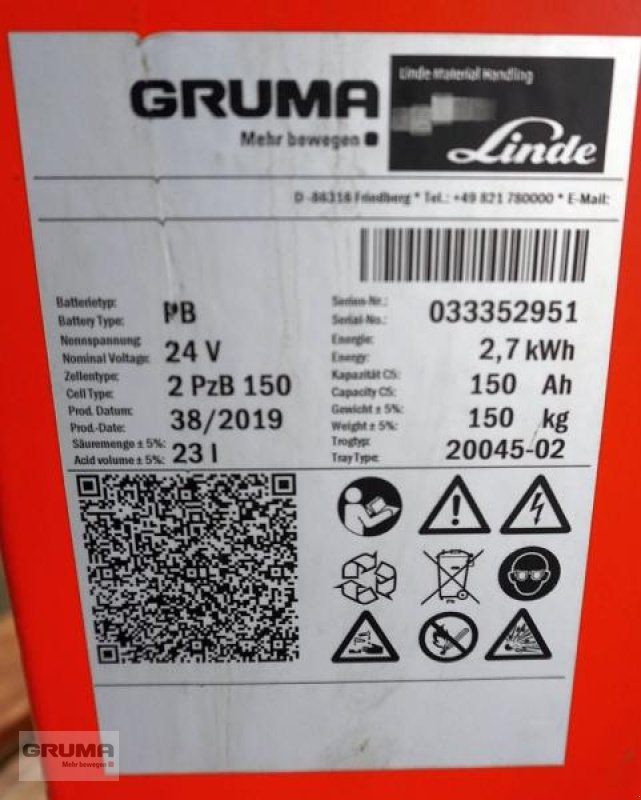 GRUMA
Mehr bewegen
Linde Material Handling
Linde
D -86316 Friedberg * Tel.: +49 821 780000 * E-Mail:
Batterietyp:
Battery Type: PB
Nennspannung:
Nominal Voltage: 24 V
Zellentype:
Cell Type: 2 PzB 150
Prod. Datum:
Prod.-Date: 38/2019
Säuremenge ± 5%:
Acid volume ± 5%: 23 l
Serien-Nr.:
Serial-No.: 033352951
Energie:
Energy: 2,7 kWh
Kapazität C5:
Capacity C5: 150 Ah
Gewicht ± 5%:
Weight ± 5%: 150 kg
Trogtyp:
Tray Type: 20045-02
GRUMA
Mehr bewegen